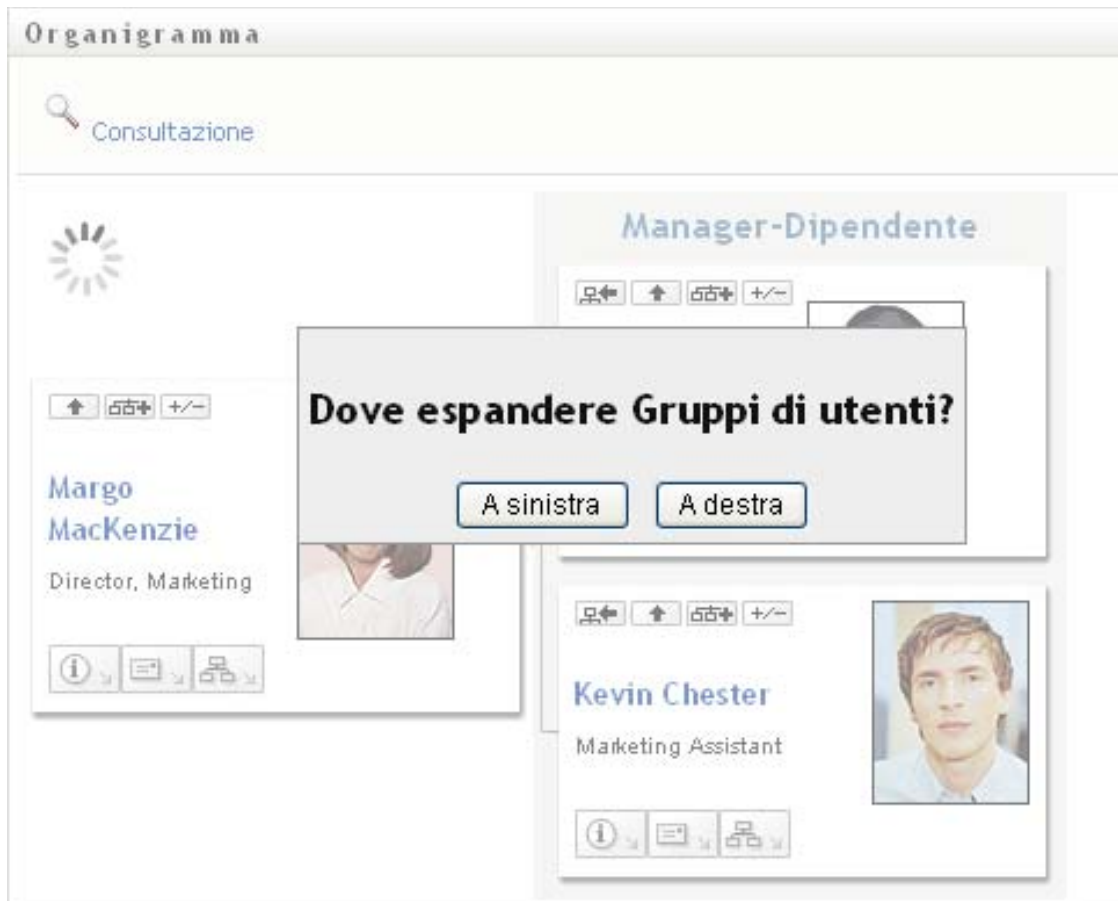 Organigramma
Consultazione
Manager-Dipendente
+/-
+/-
Dove espandere Gruppi di utenti?
A sinistra
A destra
Margo
MacKenzie
Director, Marketing
+/-
Kevin Chester
Marketing Assistant